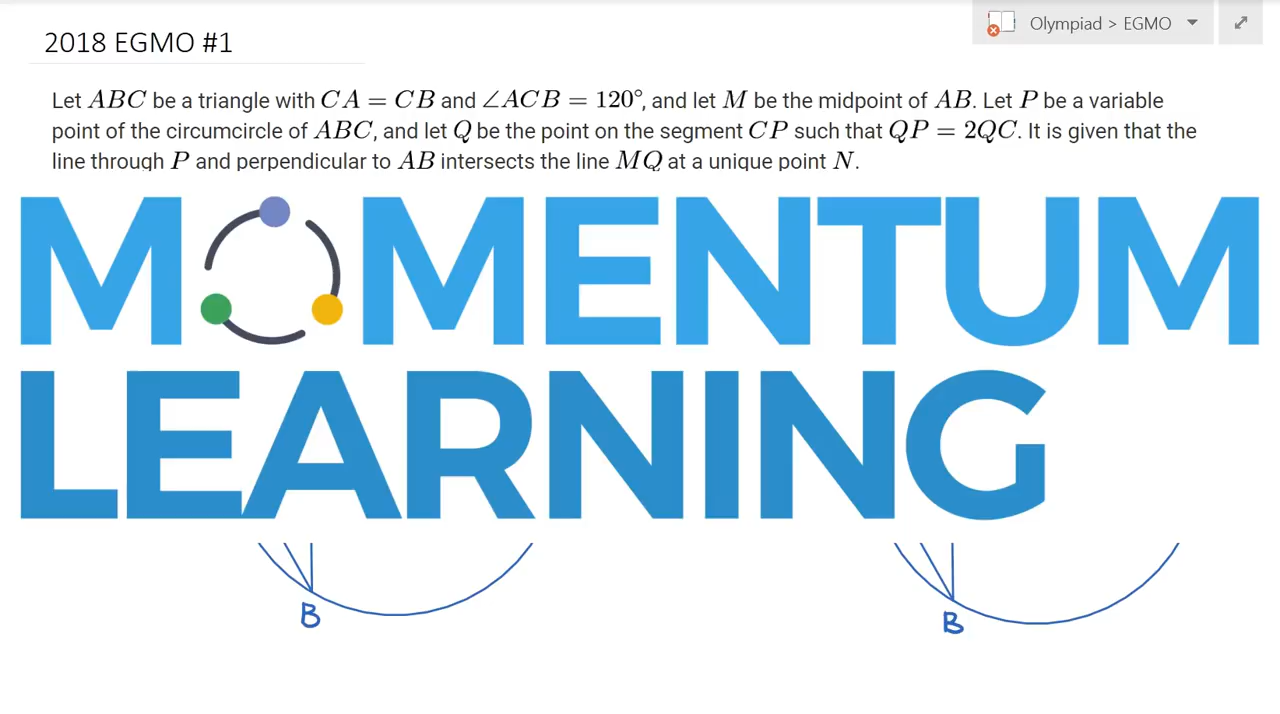 2018 EGMO #1
Olympiad > EGMO
Let ABC be a triangle with CA = CB and ∠ACB = 120°, and let M be the midpoint of AB. Let P be a variable
point of the circumcircle of ABC, and let Q be the point on the segment CP such that QP = 2QC. It is given that the
line through P and perpendicular to AB intersects the line MQ at a unique point N.
MOMENTUM
LEARNING
B
B